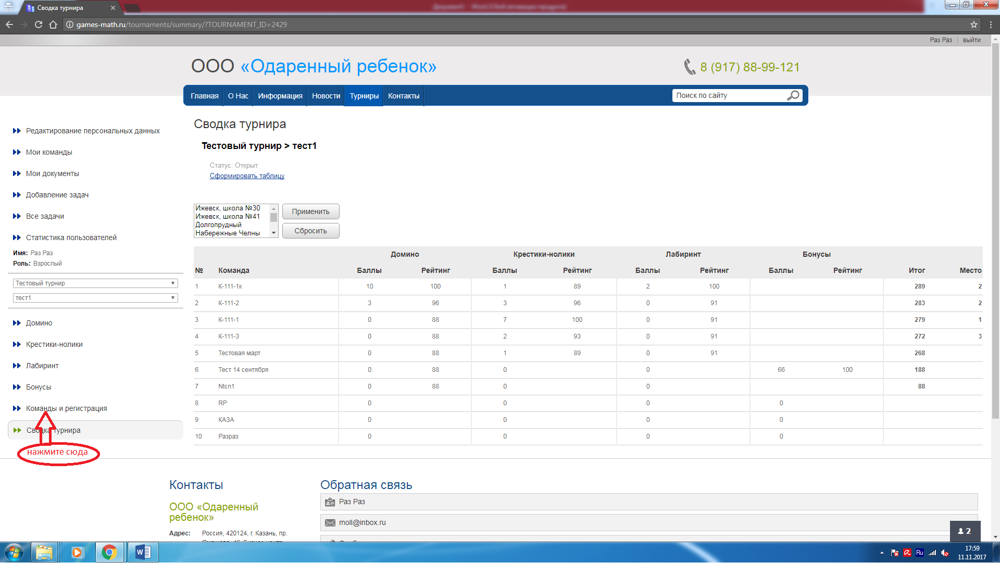 Сводка турнира
games-math.ru/tournaments/summary/?TOURNAMENT_ID=2429
Раз Раз | выйти
ООО «Одаренный ребенок»
8 (917) 88-99-121
Главная О Нас Информация Новости Турниры Контакты
Поиск по сайту
Редактирование персональных данных
Мои команды
Мои документы
Добавление задач
Все задачи
Статистика пользователей
Имя: Раз Раз
Роль: Взрослый
Тестовый турнир
тест1
Домино
Крестики-нолики
Лабиринт
Бонусы
Команды и регистрация
Сводка турнира
нажмите сюда
Сводка турнира
Тестовый турнир > тест1
Статус: Открыт
Сформировать таблицу
Ижевск, школа №30
Ижевск, школа №41
Долгопрудный
Набережные Челны
Применить
Сбросить
Домино Крестики-нолики Лабиринт Бонусы
№ Команда Баллы Рейтинг Баллы Рейтинг Баллы Рейтинг Баллы Рейтинг Итог Место
1 К-111-1к 10 100 1 89 2 100 289 2
2 К-111-2 3 96 3 96 0 91 283 2
3 К-111-1 0 88 7 100 0 91 279 1
4 К-111-3 0 88 2 93 0 91 272 3
5 Тестовая март 0 88 1 89 0 91 268
6 Тест 14 сентября 0 88 0 0 66 100 188
7 Ntcn1 0 88 0 0 88
8 RP 0 0 0 0
9 КАЗА 0 0 0 0
10 Разраз 0 0 0 0
Контакты
ООО «Одаренный
ребенок»
Адрес: Россия, 420124, г. Казань, пр.
Обратная связь
Раз Раз
moll@inbox.ru
2
Ru
17:59
11.11.2017